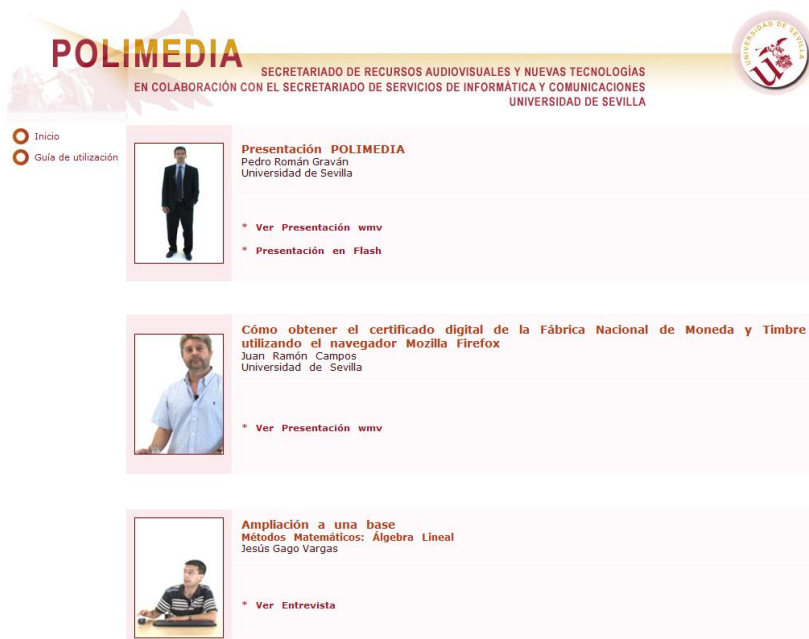 POLIMEDIA
SECRETARIADO DE RECURSOS AUDIOVISUALES Y NUEVAS TECNOLOGÍAS
EN COLABORACIÓN CON EL SECRETARIADO DE SERVICIOS DE INFORMÁTICA Y COMUNICACIONES
UNIVERSIDAD DE SEVILLA
UNIVERSIDAD DE SEVILLA
Inicio
Guía de utilización
Presentación POLIMEDIA
Pedro Román Graván
Universidad de Sevilla
* Ver Presentación wmv
* Presentación en Flash
Cómo obtener el certificado digital de la Fábrica Nacional de Moneda y Timbre
utilizando el navegador Mozilla Firefox
Juan Ramón Campos
Universidad de Sevilla
* Ver Presentación wmv
Ampliación a una base
Métodos Matemáticos: Álgebra Lineal
Jesús Gago Vargas
* Ver Entrevista